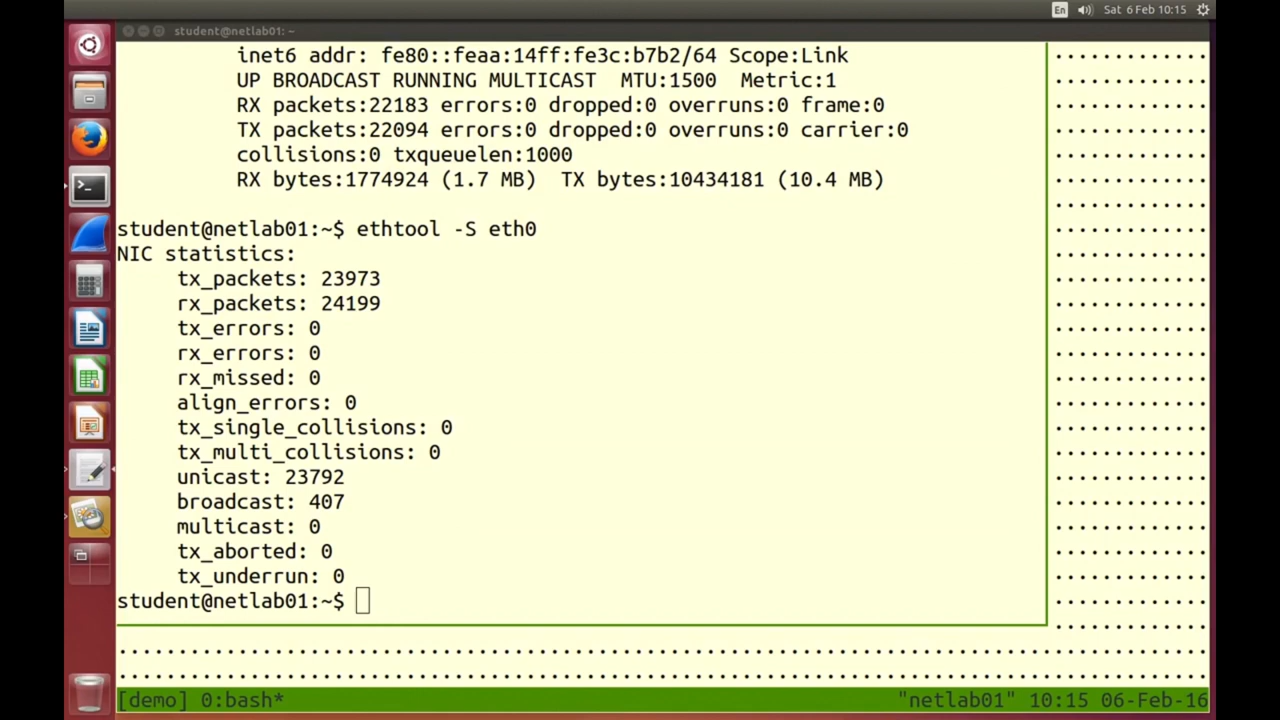 En
Sat 6 Feb 10:15
student@netlab01: ~
inet6 addr: fe80::feaa:14ff:fe3c:b7b2/64 Scope:Link
UP BROADCAST RUNNING MULTICAST  MTU:1500  Metric:1
RX packets:22183 errors:0 dropped:0 overruns:0 frame:0
TX packets:22094 errors:0 dropped:0 overruns:0 carrier:0
collisions:0 txqueuelen:1000
RX bytes:1774924 (1.7 MB)  TX bytes:10434181 (10.4 MB)
student@netlab01:~$ ethtool -S eth0
NIC statistics:
tx_packets: 23973
rx_packets: 24199
tx_errors: 0
rx_errors: 0
rx_missed: 0
align_errors: 0
tx_single_collisions: 0
tx_multi_collisions: 0
unicast: 23792
broadcast: 407
multicast: 0
tx_aborted: 0
tx_underrun: 0
student@netlab01:~$
[demo] 0:bash*
"netlab01" 10:15 06-Feb-16